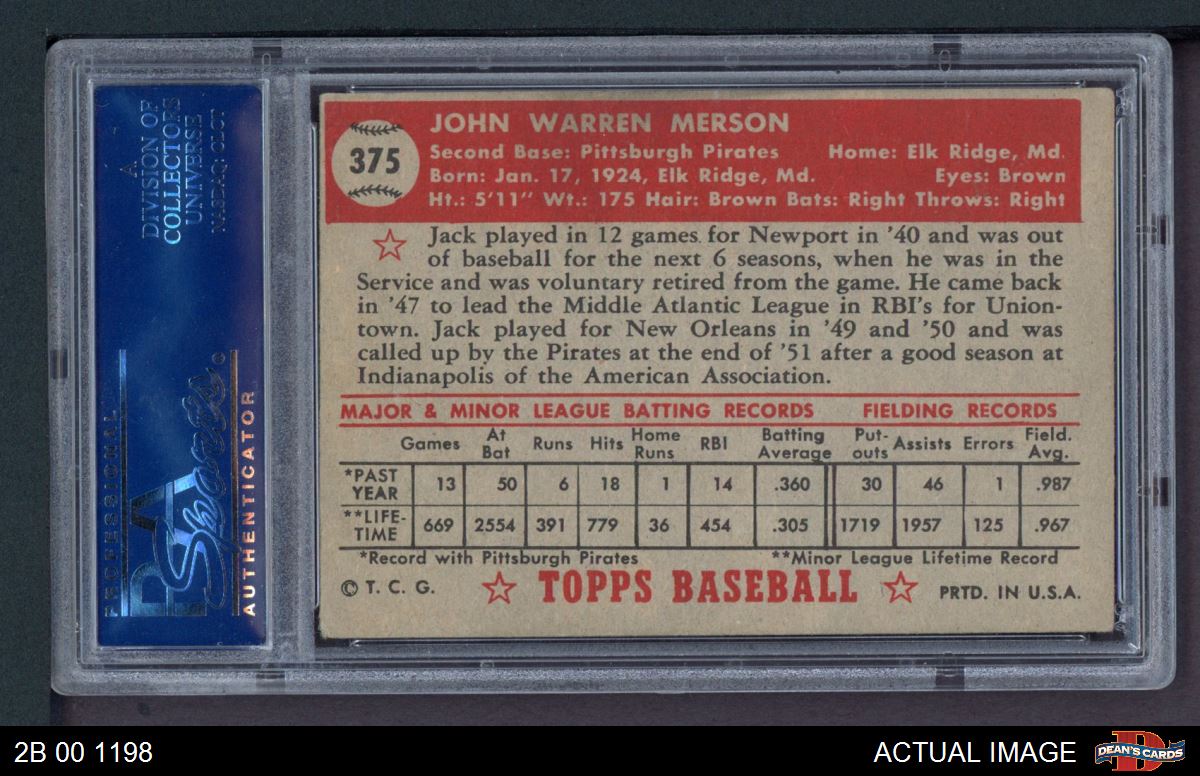 A
DIVISION OF
COLLECTORS
UNIVERSE
NASDAQ: CLCT
PROFESSIONAL
PSA
Sports
©
AUTHENTICATOR
375
JOHN WARREN MERSON
Second Base: Pittsburgh Pirates Home: Elk Ridge, Md.
Born: Jan. 17, 1924, Elk Ridge, Md. Eyes: Brown
Ht.: 5'11" Wt.: 175 Hair: Brown Bats: Right Throws: Right
Jack played in 12 games for Newport in '40 and was out
of baseball for the next 6 seasons, when he was in the
Service and was voluntary retired from the game. He came back
in '47 to lead the Middle Atlantic League in RBI's for Union-
town. Jack played for New Orleans in '49 and '50 and was
called up by the Pirates at the end of '51 after a good season at
Indianapolis of the American Association.
MAJOR & MINOR LEAGUE BATTING RECORDS FIELDING RECORDS
Games At Bat Runs Hits Home Runs RBI Batting Average Put-outs Assists Errors Field. Avg.
*PAST YEAR 13 50 6 18 1 14 .360 30 46 1 .987
**LIFE-TIME 669 2554 391 779 36 454 .305 1719 1957 125 .967
*Record with Pittsburgh Pirates **Minor League Lifetime Record
© T. C. G. TOPPS BASEBALL PRTD. IN U.S.A.
2B 00 1198 ACTUAL IMAGE DEAN'S CARDS